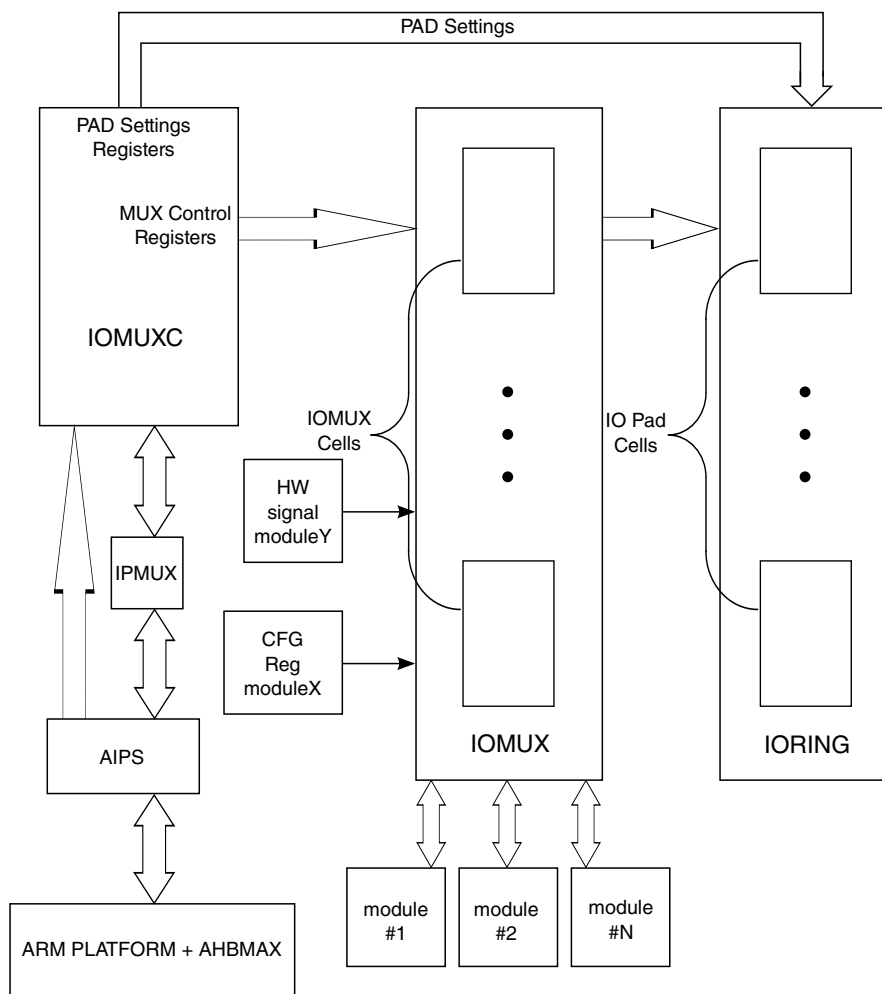 PAD Settings
PAD Settings
Registers
MUX Control
Registers
IOMUXC
IOMUX
Cells
IO Pad
Cells
HW
signal
moduleY
IPMUX
CFG
Reg
moduleX
AIPS
IOMUX
IORING
ARM PLATFORM + AHBMAX
module
#1
module
#2
module
#N